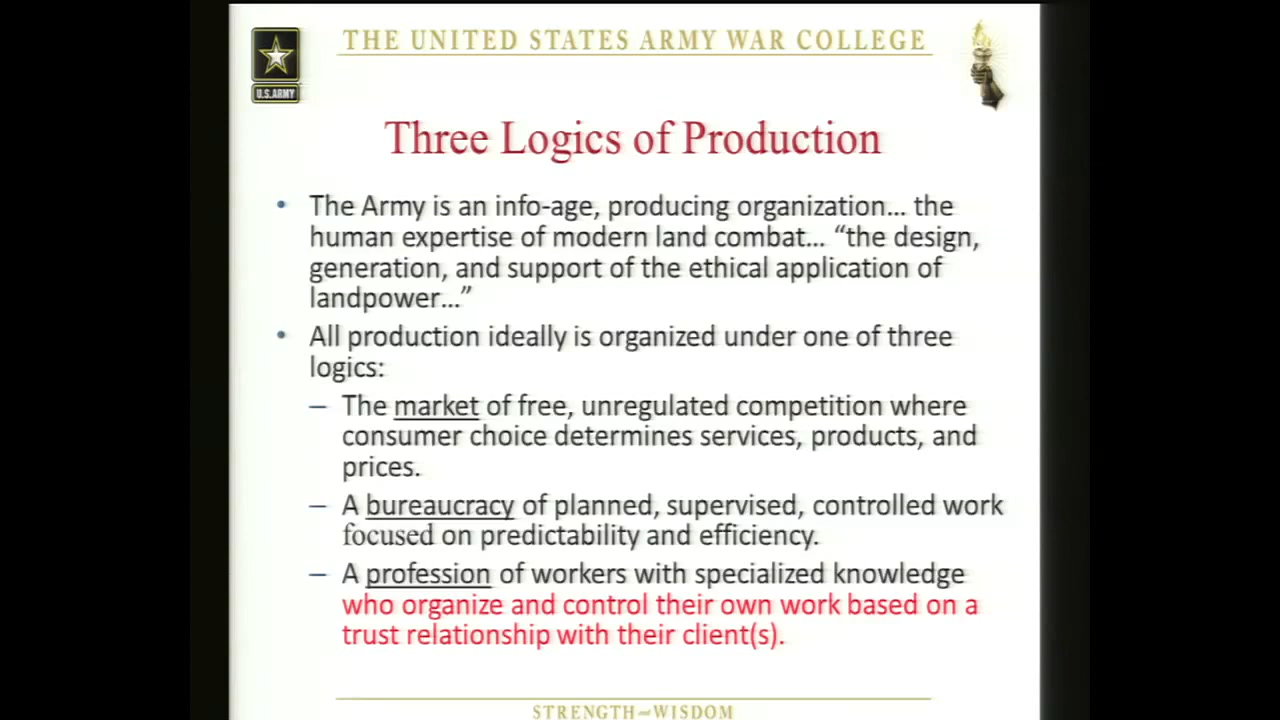 THE UNITED STATES ARMY WAR COLLEGE
U.S.ARMY
Three Logics of Production
• The Army is an info-age, producing organization... the
human expertise of modern land combat... “the design,
generation, and support of the ethical application of
landpower...”
• All production ideally is organized under one of three
logics:
– The market of free, unregulated competition where
consumer choice determines services, products, and
prices.
– A bureaucracy of planned, supervised, controlled work
focused on predictability and efficiency.
– A profession of workers with specialized knowledge
who organize and control their own work based on a
trust relationship with their client(s).
STRENGTH and WISDOM